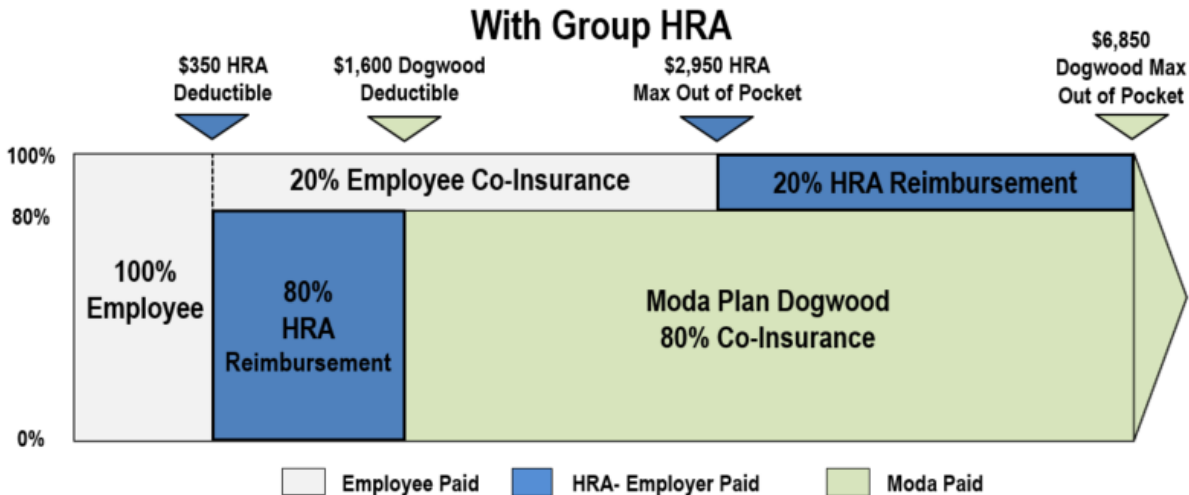 With Group HRA
$350 HRA
Deductible
$1,600 Dogwood
Deductible
$2,950 HRA
Max Out of Pocket
$6,850
Dogwood Max
Out of Pocket
100%
80%
0%
100%
Employee
20% Employee Co-Insurance
20% HRA Reimbursement
80%
HRA
Reimbursement
Moda Plan Dogwood
80% Co-Insurance
Employee Paid
HRA- Employer Paid
Moda Paid